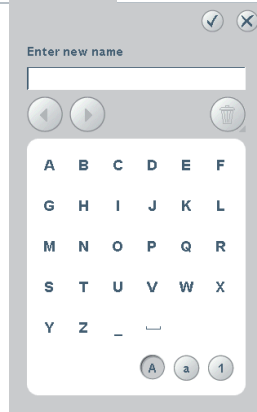 Enter new name
A B C D E F
G H I J K L
M N O P Q R
S T U V W X
Y Z _
A a 1